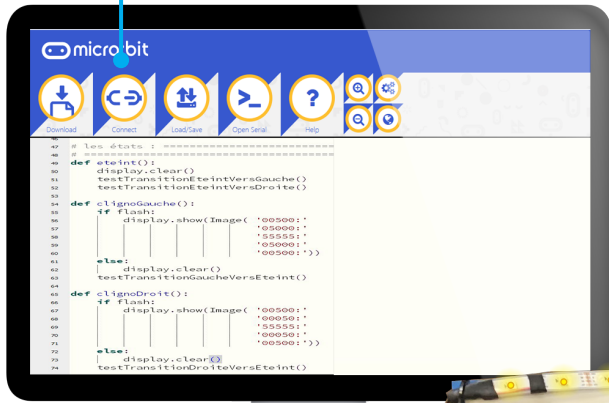 micro:bit
Download Connect Load/Save Open Serial Help
46
47 # les états : ==========================
48 # ==================================
49 def eteint():
50 display.clear()
51 testTransitionEteintVersGauche()
52 testTransitionEteintVersDroite()
53
54 def clignoGauche():
55 if flash:
56 display.show(Image( '00500:'
57 '05000:'
58 '55555:'
59 '05000:'
60 '00500:'))
61 else:
62 display.clear()
63 testTransitionGaucheVersEteint()
64
65 def clignoDroit():
66 if flash:
67 display.show(Image( '00500:'
68 '00050:'
69 '55555:'
70 '00050:'
71 '00500:'))
72 else:
73 display.clear()
74 testTransitionDroiteVersEteint()